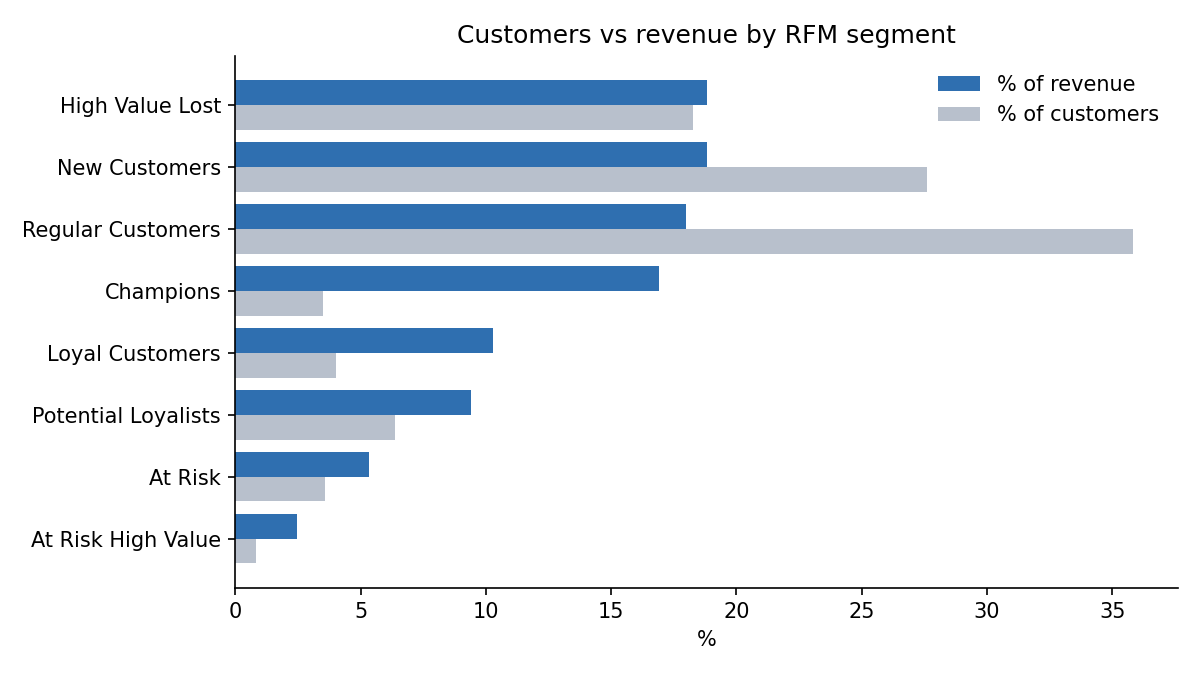 Customers vs revenue by RFM segment
% of revenue
% of customers
High Value Lost
New Customers
Regular Customers
Champions
Loyal Customers
Potential Loyalists
At Risk
At Risk High Value
0 5 10 15 20 25 30 35
%